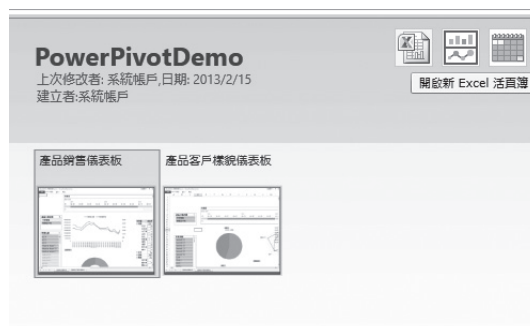 PowerPivotDemo
上次修改者: 系統帳戶,日期: 2013/2/15
建立者:系統帳戶
開啟新 Excel 活頁簿
產品銷售儀表板
產品客戶樣貌儀表板